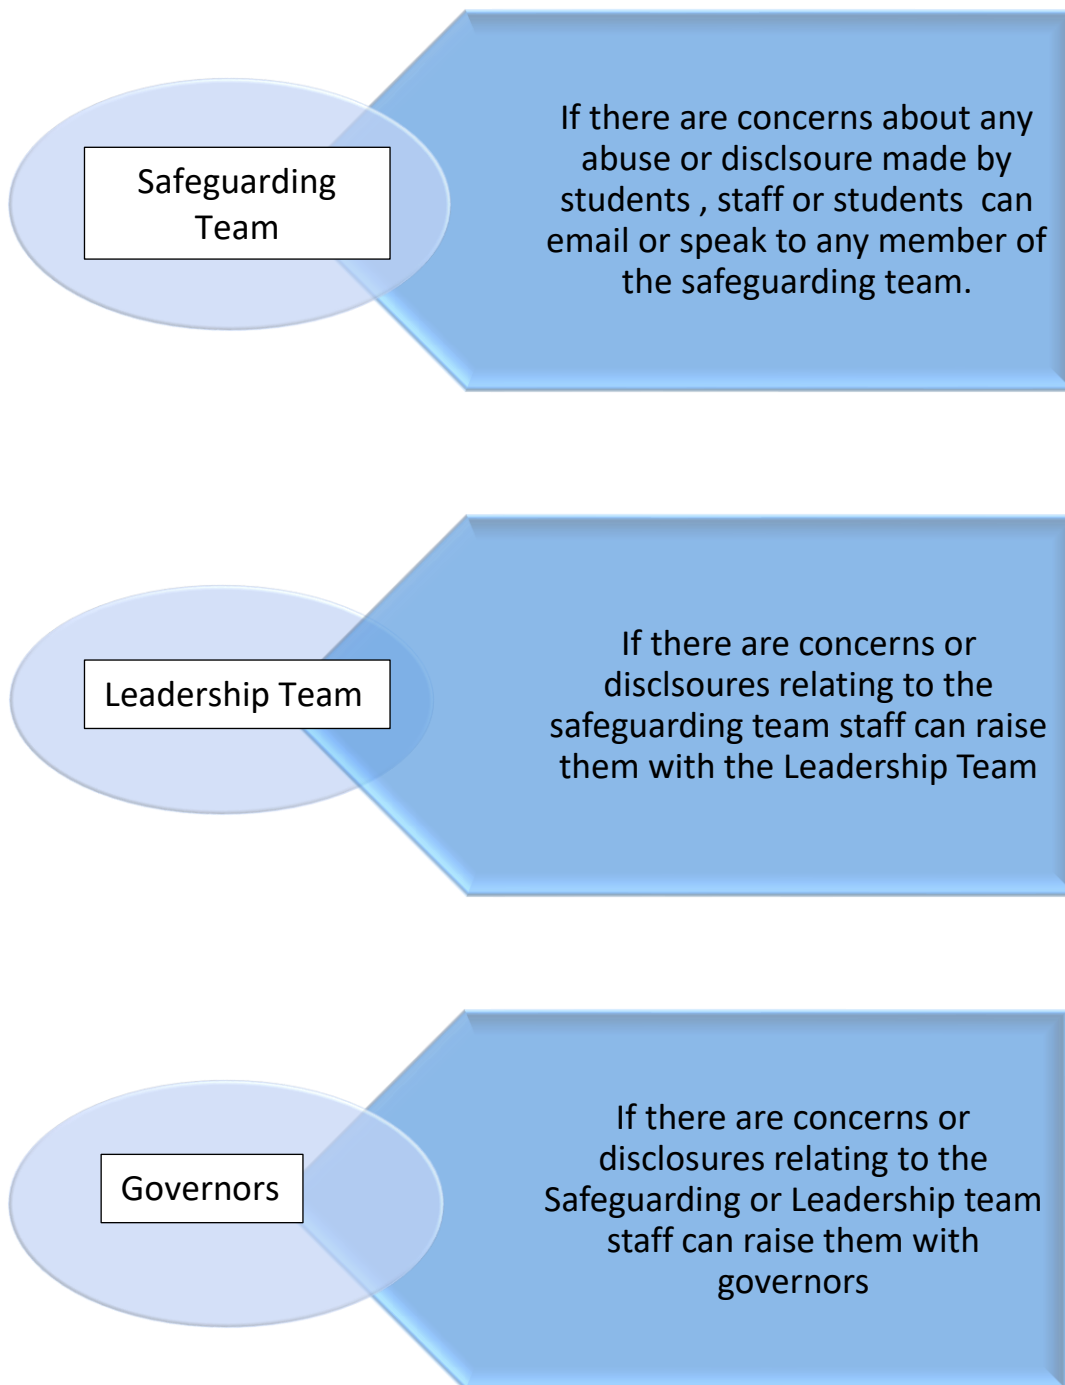 Safeguarding
Team
If there are concerns about any
abuse or disclsoure made by
students , staff or students  can
email or speak to any member of
the safeguarding team.
Leadership Team
If there are concerns or
disclsoures relating to the
safeguarding team staff can raise
them with the Leadership Team
Governors
If there are concerns or
disclosures relating to the
Safeguarding or Leadership team
staff can raise them with
governors